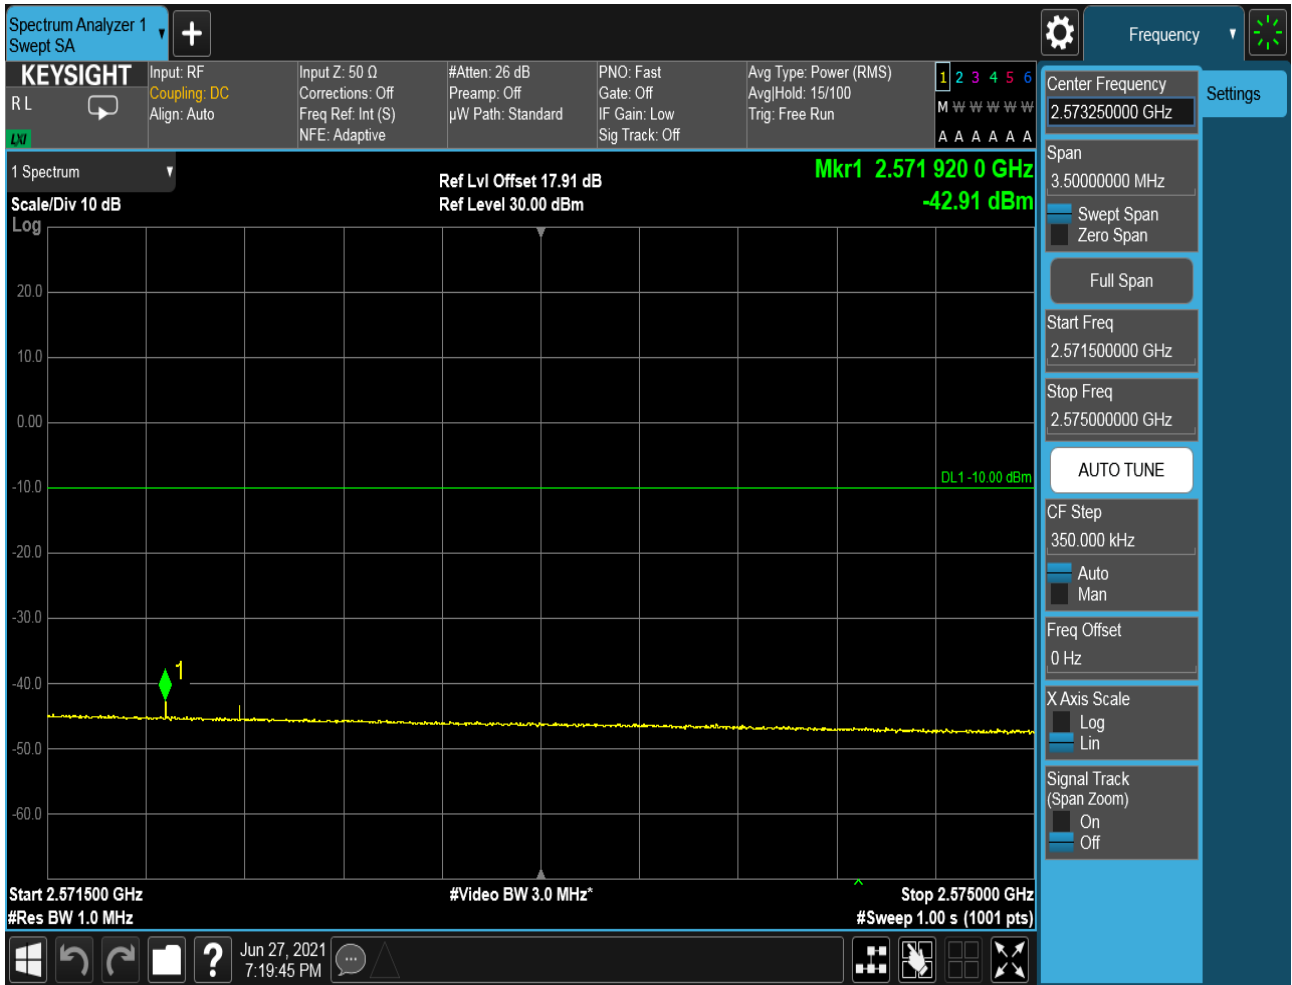 Spectrum Analyzer 1
Swept SA
Frequency
KEYSIGHT
R L
LXI
Input: RF
Coupling: DC
Align: Auto
Input Z: 50 Ω
Corrections: Off
Freq Ref: Int (S)
NFE: Adaptive
#Atten: 26 dB
Preamp: Off
µW Path: Standard
PNO: Fast
Gate: Off
IF Gain: Low
Sig Track: Off
Avg Type: Power (RMS)
Avg|Hold: 15/100
Trig: Free Run
1 2 3 4 5 6
M W W W W W
A A A A A A
Center Frequency
2.573250000 GHz
Settings
Span
3.50000000 MHz
Swept Span
Zero Span
Full Span
Start Freq
2.571500000 GHz
Stop Freq
2.575000000 GHz
AUTO TUNE
CF Step
350.000 kHz
Auto
Man
Freq Offset
0 Hz
X Axis Scale
Log
Lin
Signal Track
(Span Zoom)
On
Off
1 Spectrum
Scale/Div 10 dB
Log
Ref Lvl Offset 17.91 dB
Ref Level 30.00 dBm
Mkr1 2.571 920 0 GHz
-42.91 dBm
20.0
10.0
0.00
-10.0
DL1 -10.00 dBm
-20.0
-30.0
1
-40.0
-50.0
-60.0
Start 2.571500 GHz
#Video BW 3.0 MHz*
Stop 2.575000 GHz
#Res BW 1.0 MHz
#Sweep 1.00 s (1001 pts)
Jun 27, 2021
7:19:45 PM